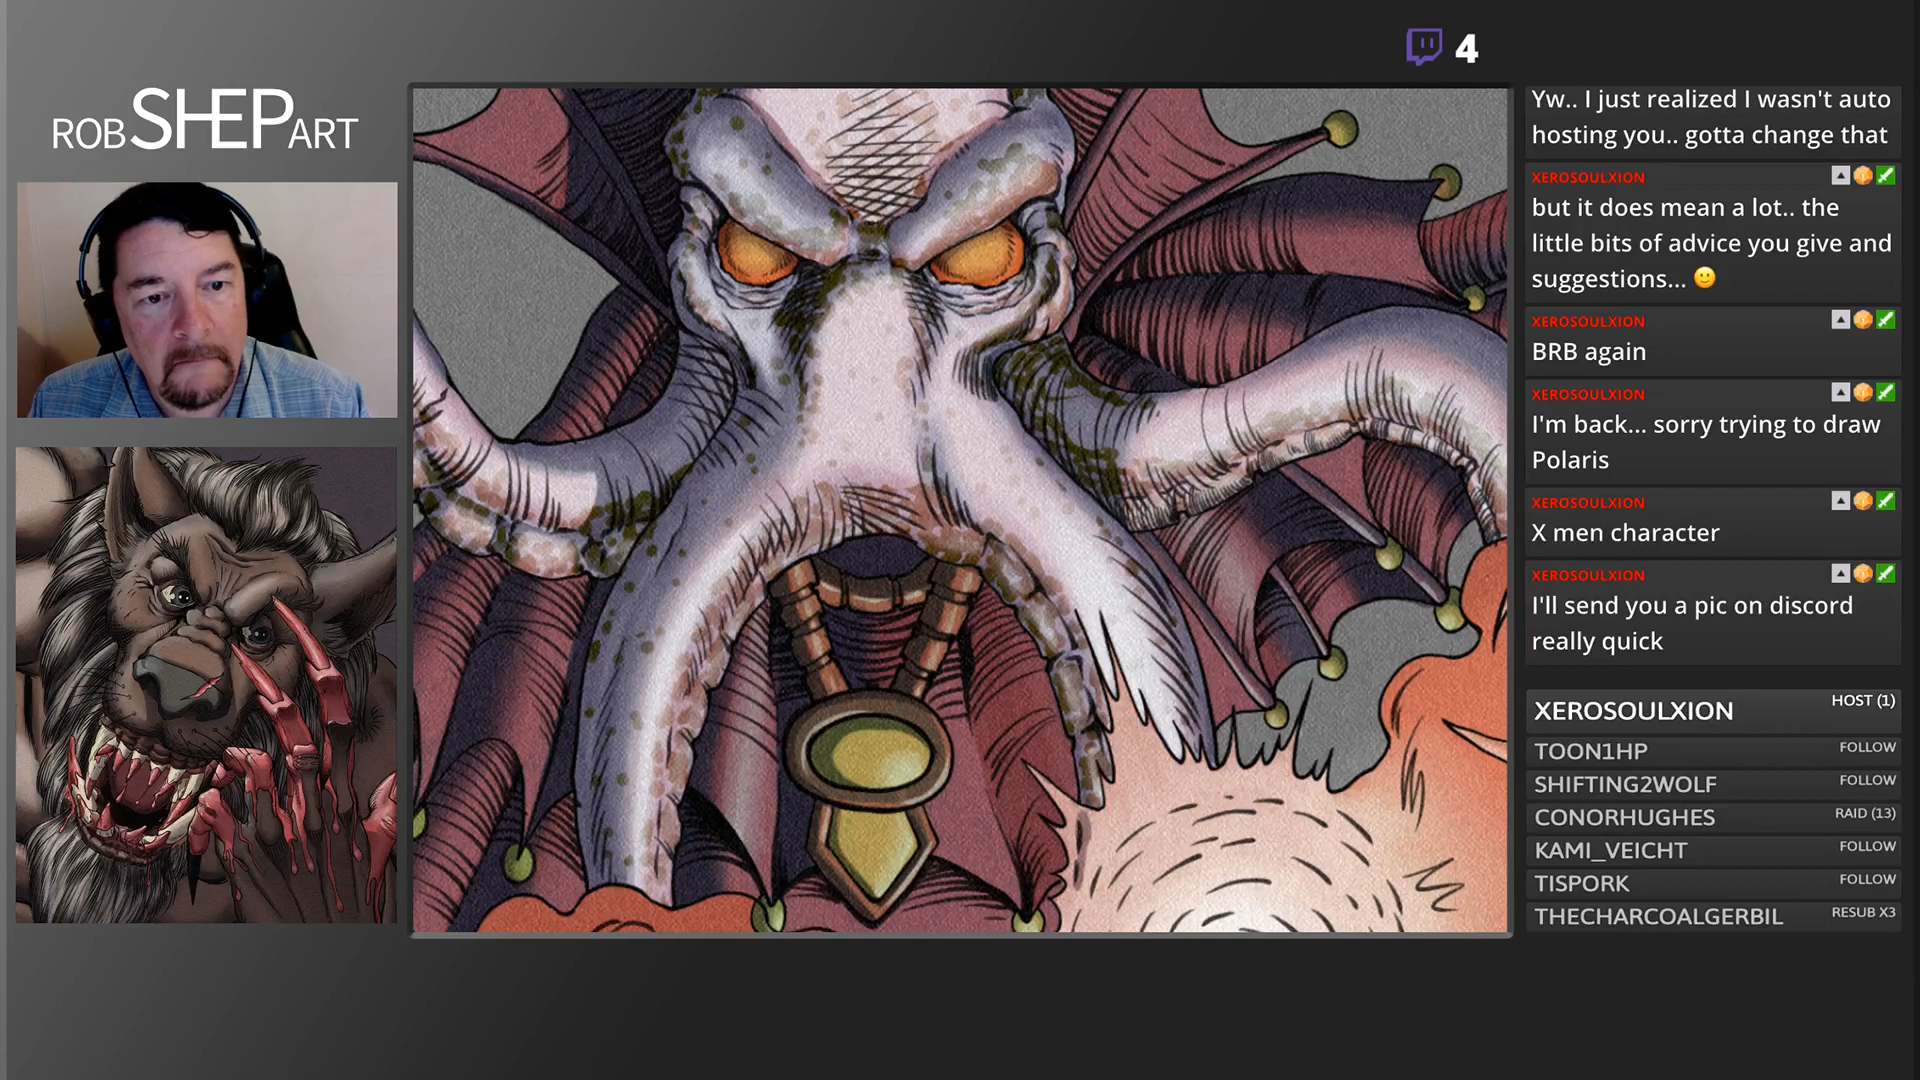 4
ROB SHEP ART
Yw.. I just realized I wasn't auto
hosting you.. gotta change that
XEROSOULXION
but it does mean a lot.. the
little bits of advice you give and
suggestions... 🙂
XEROSOULXION
BRB again
XEROSOULXION
I'm back... sorry trying to draw
Polaris
XEROSOULXION
X men character
XEROSOULXION
I'll send you a pic on discord
really quick
XEROSOULXION HOST (1)
TOON1HP FOLLOW
SHIFTING2WOLF FOLLOW
CONORHUGHES RAID (13)
KAMI_VEICHT FOLLOW
TISPORK FOLLOW
THECHARCOALGERBIL RESUB X3